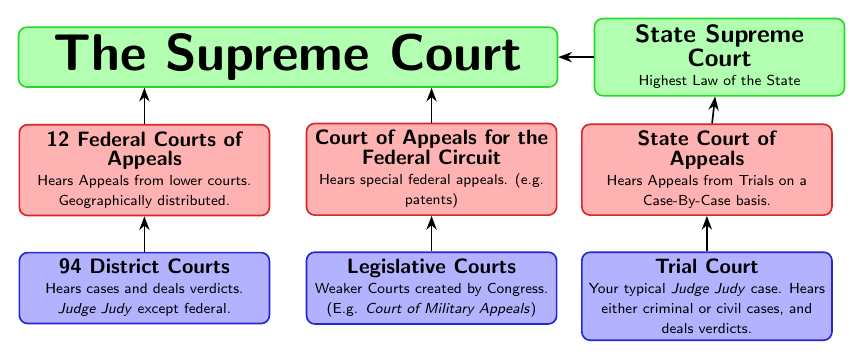 The Supreme Court
State Supreme
Court
Highest Law of the State
12 Federal Courts of
Appeals
Hears Appeals from lower courts.
Geographically distributed.
Court of Appeals for the
Federal Circuit
Hears special federal appeals. (e.g.
patents)
State Court of
Appeals
Hears Appeals from Trials on a
Case-By-Case basis.
94 District Courts
Hears cases and deals verdicts.
Judge Judy except federal.
Legislative Courts
Weaker Courts created by Congress.
(E.g. Court of Military Appeals)
Trial Court
Your typical Judge Judy case. Hears
either criminal or civil cases, and
deals verdicts.